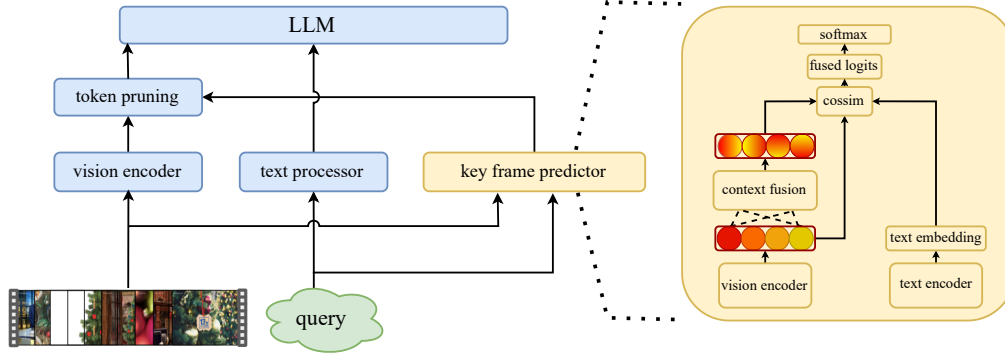 LLM
token pruning
vision encoder
text processor
key frame predictor
query
softmax
fused logits
cossim
context fusion
text embedding
vision encoder
text encoder